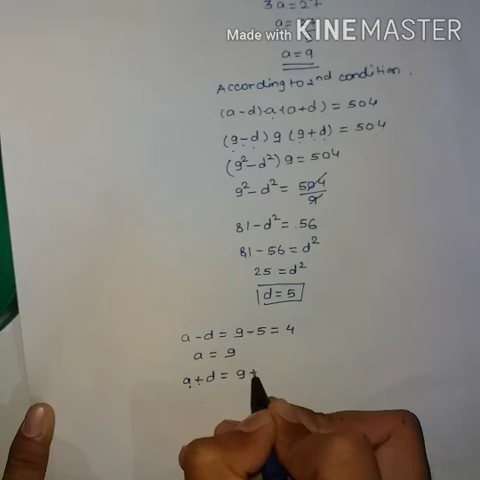 3a = 27
a =
Made with KINEMASTER
a = 9
According to 2nd condition.
(a-d) a (a+d) = 504
(9-d) 9 (9+d) = 504
(9²-d²) 9 = 504
9²-d² = 504/9
81-d² = 56
81-56 = d²
25 = d²
d = 5
a-d = 9-5 = 4
a = 9
a+d = 9+